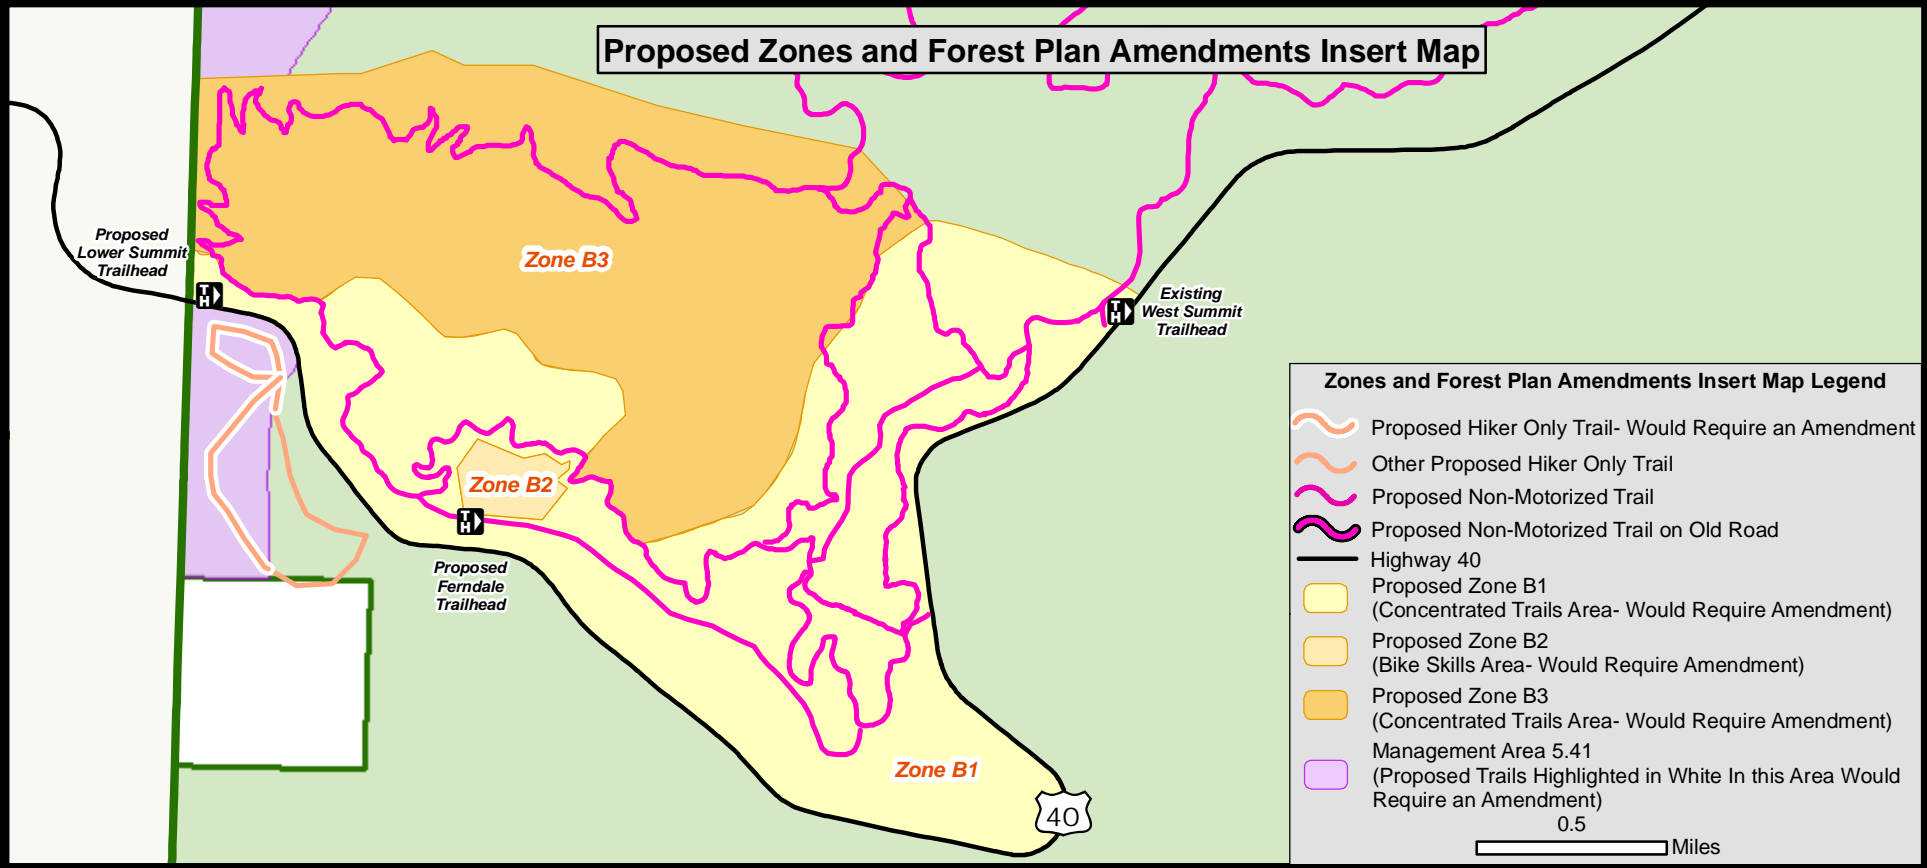 Proposed Zones and Forest Plan Amendments Insert Map
Proposed
Lower Summit
Trailhead
TH
Zone B3
Existing
West Summit
Trailhead
TH
Zone B2
TH
Proposed
Ferndale
Trailhead
Zone B1
40
Zones and Forest Plan Amendments Insert Map Legend
Proposed Hiker Only Trail- Would Require an Amendment
Other Proposed Hiker Only Trail
Proposed Non-Motorized Trail
Proposed Non-Motorized Trail on Old Road
Highway 40
Proposed Zone B1
(Concentrated Trails Area- Would Require Amendment)
Proposed Zone B2
(Bike Skills Area- Would Require Amendment)
Proposed Zone B3
(Concentrated Trails Area- Would Require Amendment)
Management Area 5.41
(Proposed Trails Highlighted in White In this Area Would
Require an Amendment)
0.5
Miles